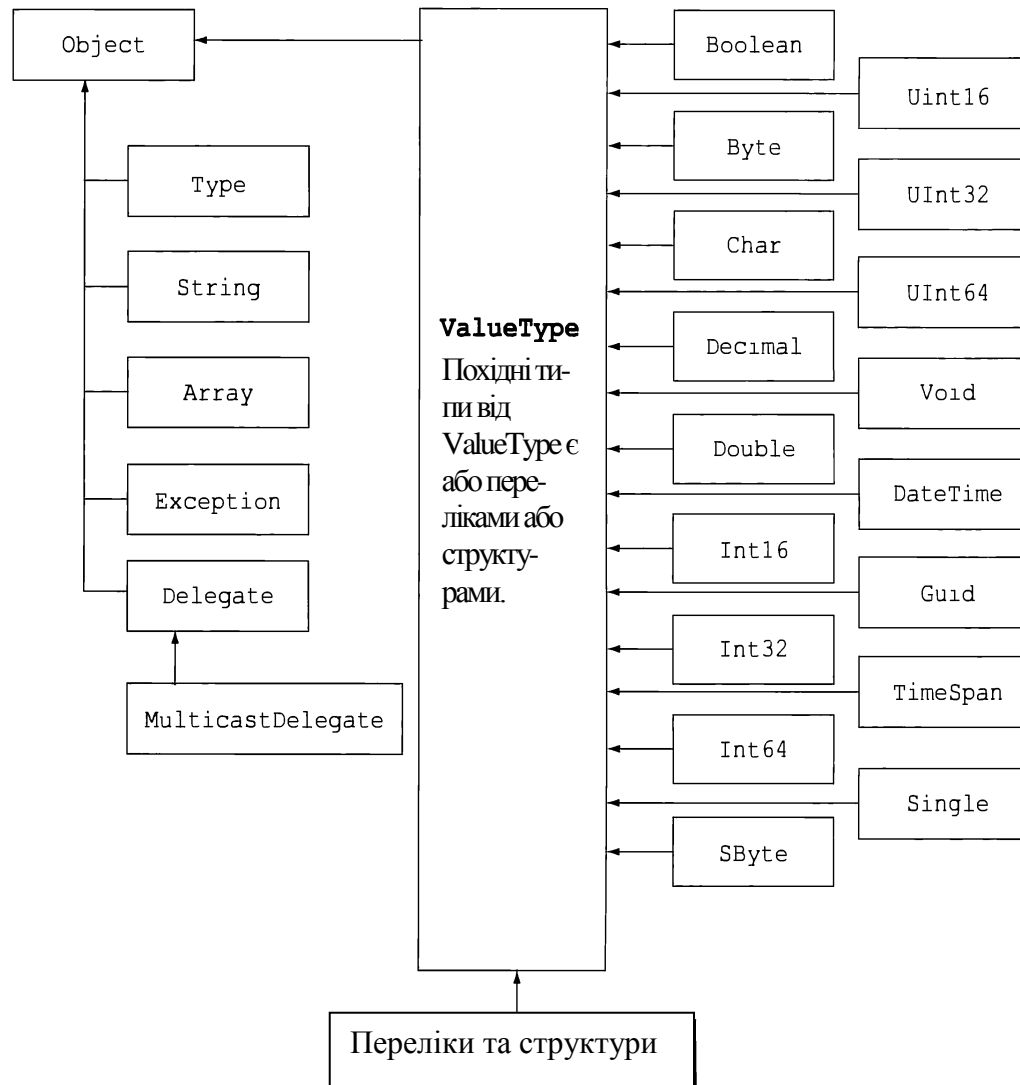 Object
Type
String
Array
Exception
Delegate
MulticastDelegate
ValueType
Похідні ти-
пи від
ValueType є
або пере-
ліками або
структу-
рами.
Boolean
Uint16
Byte
UInt32
Char
UInt64
Decımal
Voıd
Double
DateTime
Int16
Guıd
Int32
TimeSpan
Int64
Single
SByte
Переліки та структури